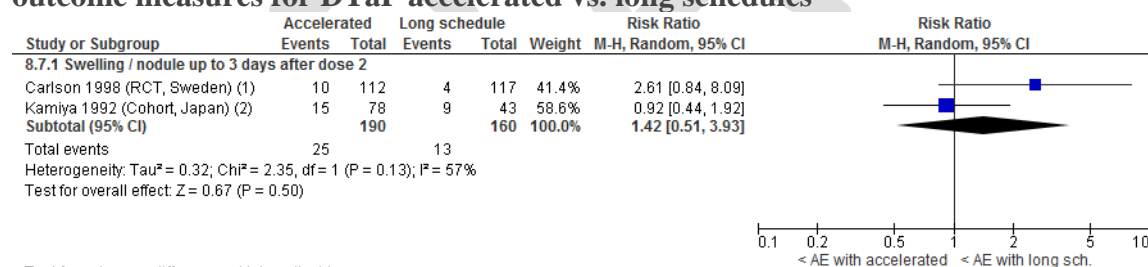 outcome measures for DTaP accelerated vs. long schedules
Accelerated Long schedule Risk Ratio Risk Ratio
Study or Subgroup Events Total Events Total Weight M-H, Random, 95% CI M-H, Random, 95% CI
8.7.1 Swelling / nodule up to 3 days after dose 2
Carlson 1998 (RCT, Sweden) (1) 10 112 4 117 41.4% 2.61 [0.84, 8.09]
Kamiya 1992 (Cohort, Japan) (2) 15 78 9 43 58.6% 0.92 [0.44, 1.92]
Subtotal (95% CI) 190 160 100.0% 1.42 [0.51, 3.93]
Total events 25 13
Heterogeneity: Tau² = 0.32; Chi² = 2.35, df = 1 (P = 0.13); I² = 57%
Test for overall effect: Z = 0.67 (P = 0.50)
0.1 0.2 0.5 1 2 5 10
< AE with accelerated < AE with long sch.